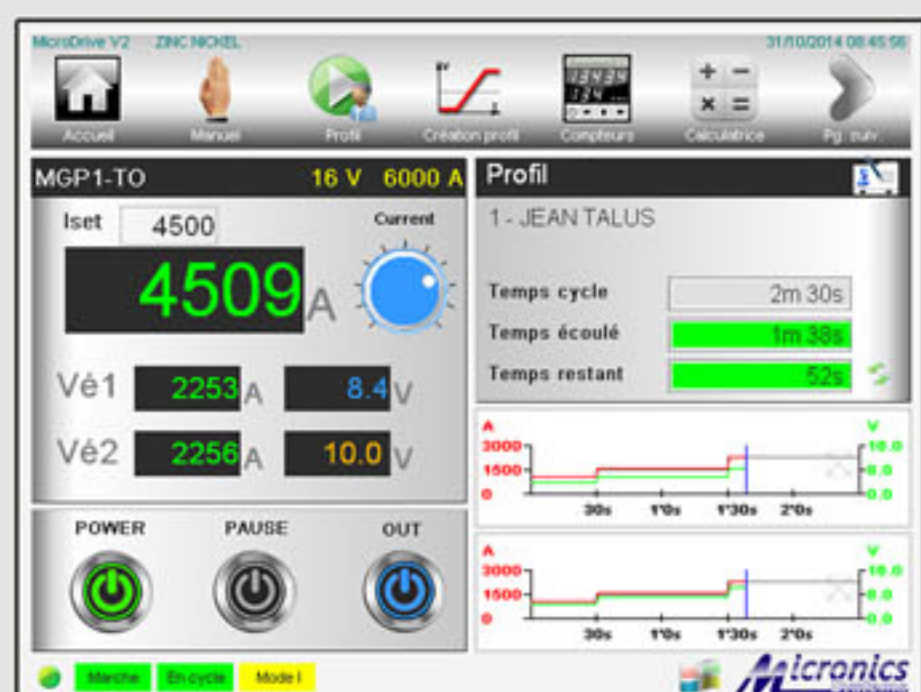 MicroDrive V2 ZINC NICKEL 31/10/2014 08:45:56
Accueil Manuel Profil Création profil Compteurs Calculatrice Pg. suiv.
MGP1-TO 16 V 6000 A
Iset 4500 Current
4509 A
Vé1 2253 A 8.4 V
Vé2 2256 A 10.0 V
POWER PAUSE OUT
Profil
1 - JEAN TALUS
Temps cycle 2m 30s
Temps écoulé 1m 38s
Temps restant 52s
A V
3000 16.0
1500 8.0
0 0.0
30s 1'0s 1'30s 2'0s
A V
3000 16.0
1500 8.0
0 0.0
30s 1'0s 1'30s 2'0s
Marche En cycle Mode I
Micronics